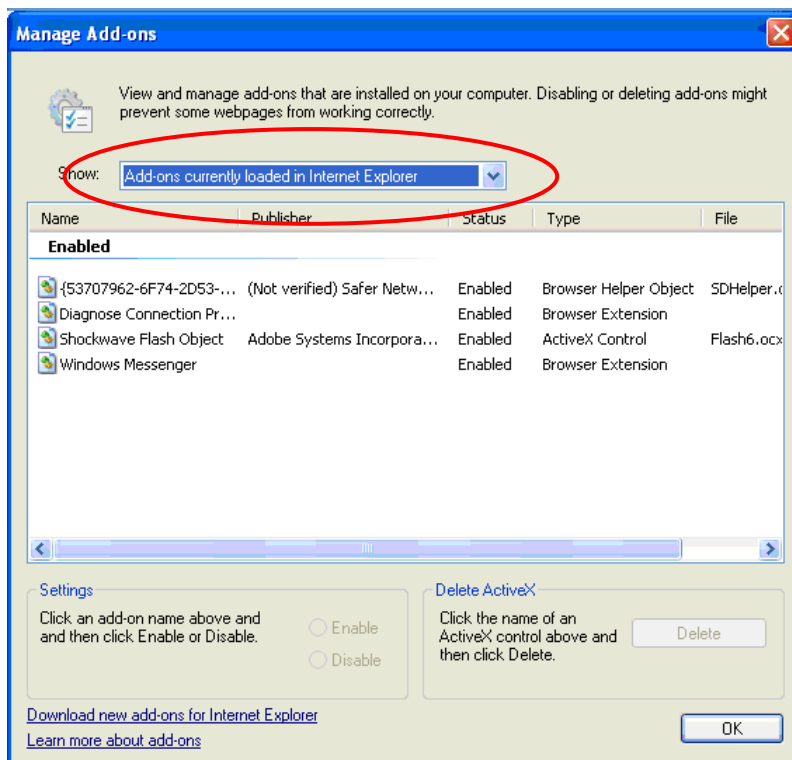 Manage Add-ons
View and manage add-ons that are installed on your computer. Disabling or deleting add-ons might
prevent some webpages from working correctly.
Show: Add-ons currently loaded in Internet Explorer
Name Publisher Status Type File
Enabled
{53707962-6F74-2D53-... (Not verified) Safer Netw... Enabled Browser Helper Object SDHelper.d
Diagnose Connection Pr... Enabled Browser Extension
Shockwave Flash Object Adobe Systems Incorpora... Enabled ActiveX Control Flash6.ocx
Windows Messenger Enabled Browser Extension
Settings
Click an add-on name above and
and then click Enable or Disable.
Enable
Disable
Delete ActiveX
Click the name of an
ActiveX control above and
then click Delete.
Delete
Download new add-ons for Internet Explorer
Learn more about add-ons
OK